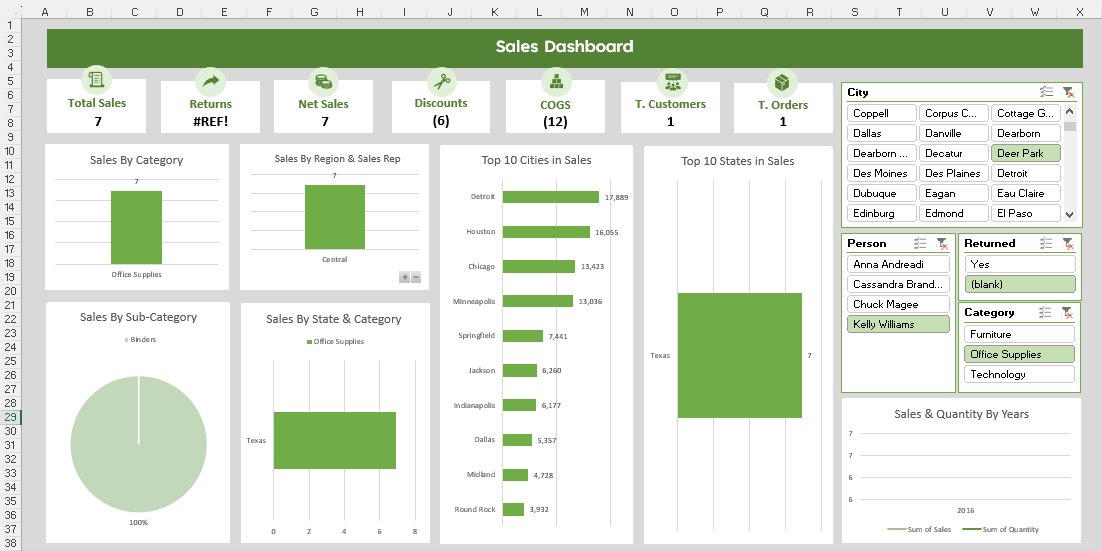 A B C D E F G H I J K L M N O P Q R S T U V W X
1
2
3
4
5
6
7
8
9
10
11
12
13
14
15
16
17
18
19
20
21
22
23
24
25
26
27
28
29
30
31
32
33
34
35
36
37
38
Sales Dashboard
Total Sales
7
Returns
#REF!
Net Sales
7
Discounts
(6)
COGS
(12)
T. Customers
1
T. Orders
1
City
Coppell Corpus C... Cottage G...
Dallas Danville Dearborn
Dearborn ... Decatur Deer Park
Des Moines Des Plaines Detroit
Dubuque Eagan Eau Claire
Edinburg Edmond El Paso
Sales By Category
7
Office Supplies
Sales By Region & Sales Rep
7
Central
Top 10 Cities in Sales
Detroit 17,889
Houston 16,055
Chicago 13,423
Minneapolis 13,036
Springfield 7,441
Jackson 6,260
Indianapolis 6,177
Dallas 5,357
Midland 4,728
Round Rock 3,932
Top 10 States in Sales
Texas 7
Person
Anna Andreadi
Cassandra Brand...
Chuck Magee
Kelly Williams
Returned
Yes
(blank)
Category
Furniture
Office Supplies
Technology
Sales By Sub-Category
Binders
100%
Sales By State & Category
Office Supplies
Texas
0 2 4 6 8
Sales & Quantity By Years
7
7
6
6
2016
Sum of Sales Sum of Quantity